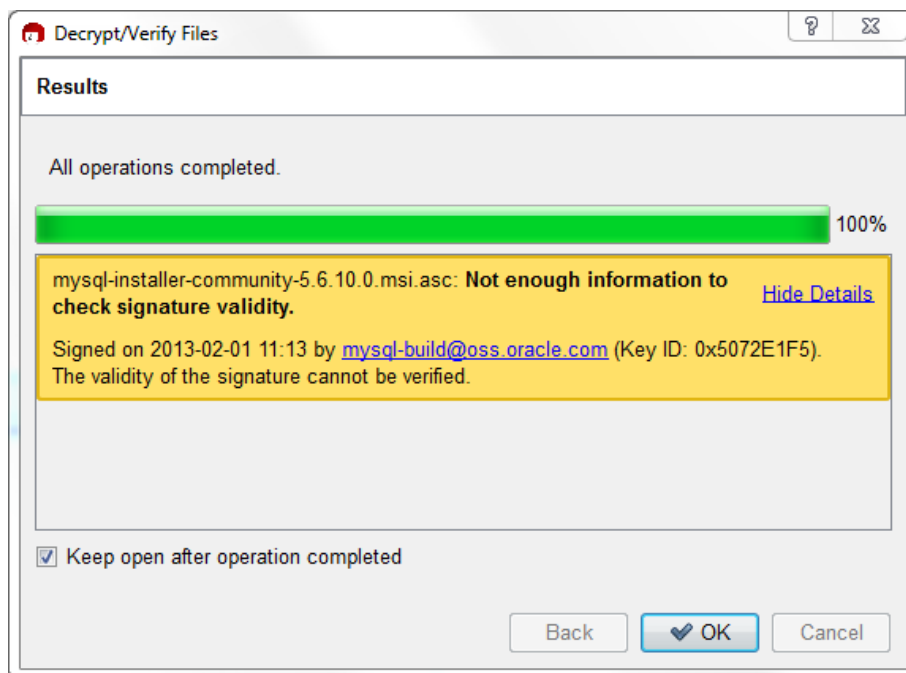 Decrypt/Verify Files
Results
All operations completed.
100%
mysql-installer-community-5.6.10.0.msi.asc: Not enough information to
check signature validity.
Hide Details
Signed on 2013-02-01 11:13 by mysql-build@oss.oracle.com (Key ID: 0x5072E1F5).
The validity of the signature cannot be verified.
Keep open after operation completed
Back
OK
Cancel